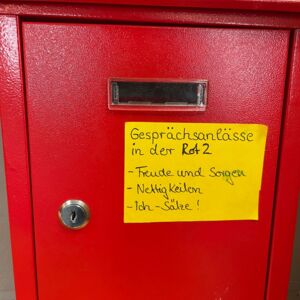 Gesprächsanlässe
in der Rot 2
- Freude und Sorgen
- Nettigkeiten
- Ich-Sätze!